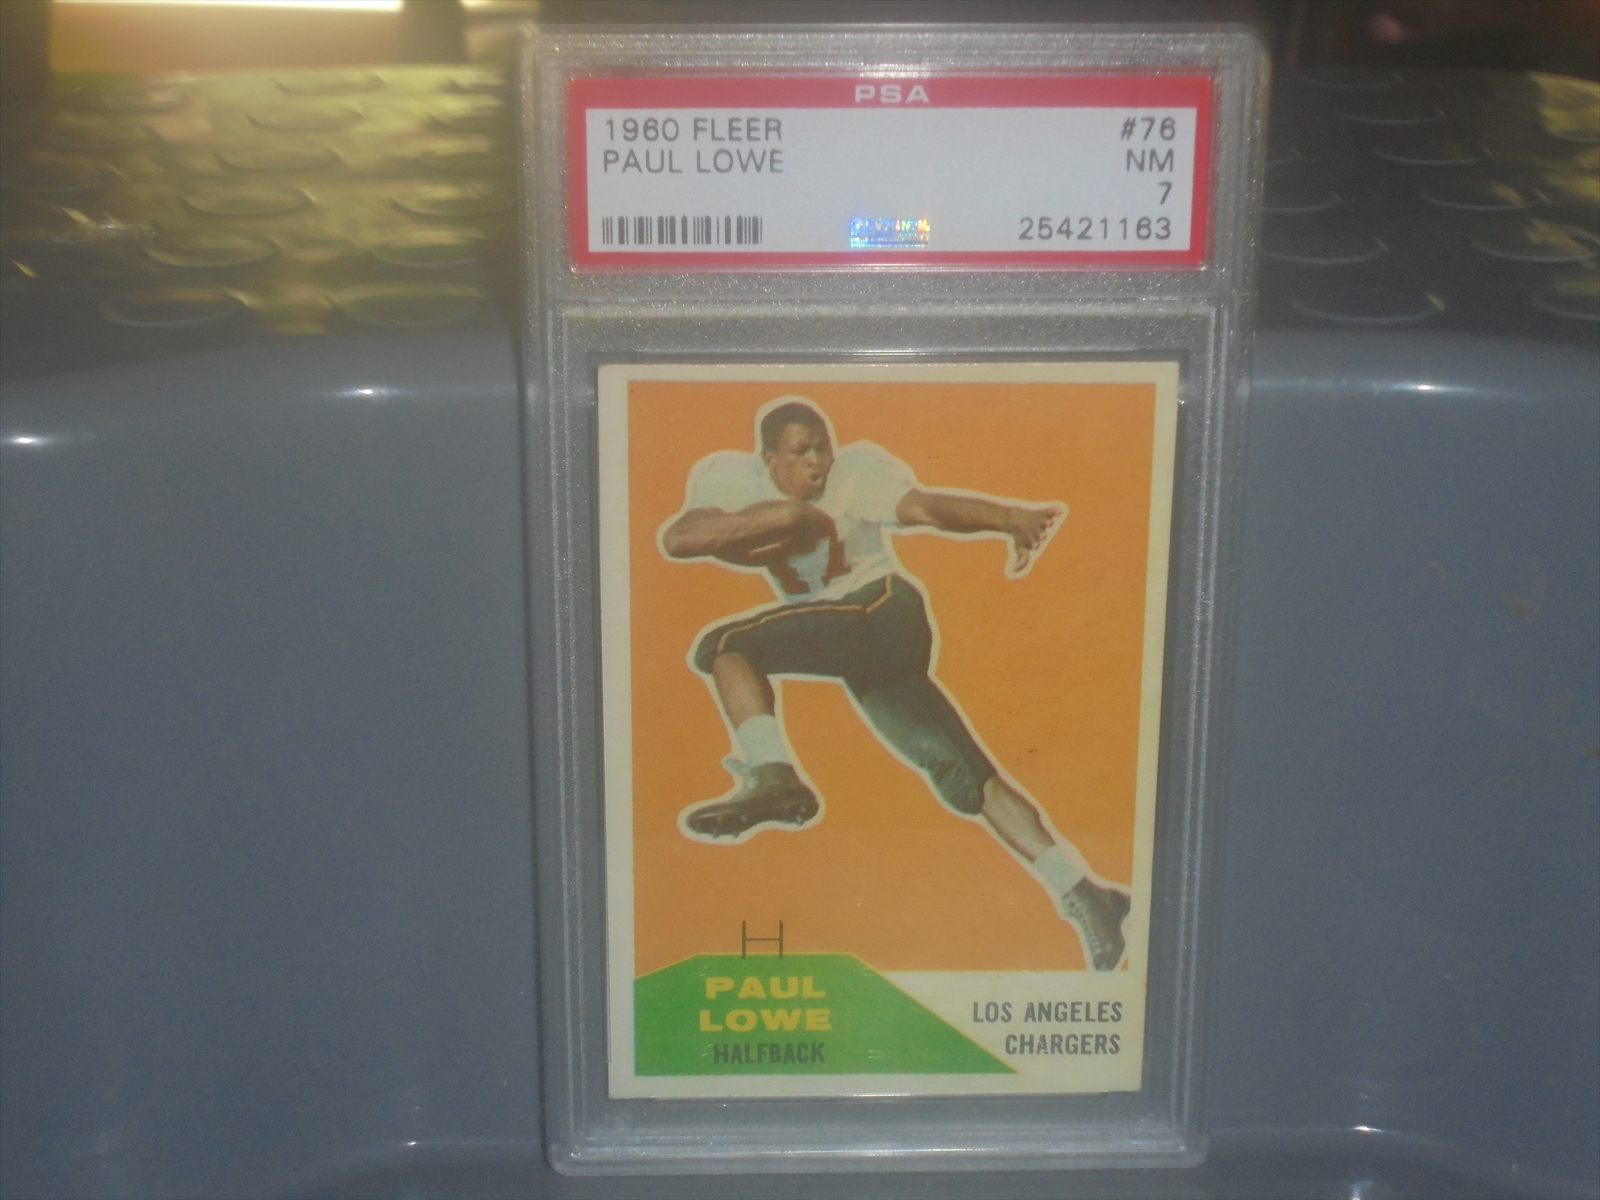 PSA
1960 FLEER #76
PAUL LOWE NM
7
25421163
PAUL
LOWE
HALFBACK
LOS ANGELES
CHARGERS